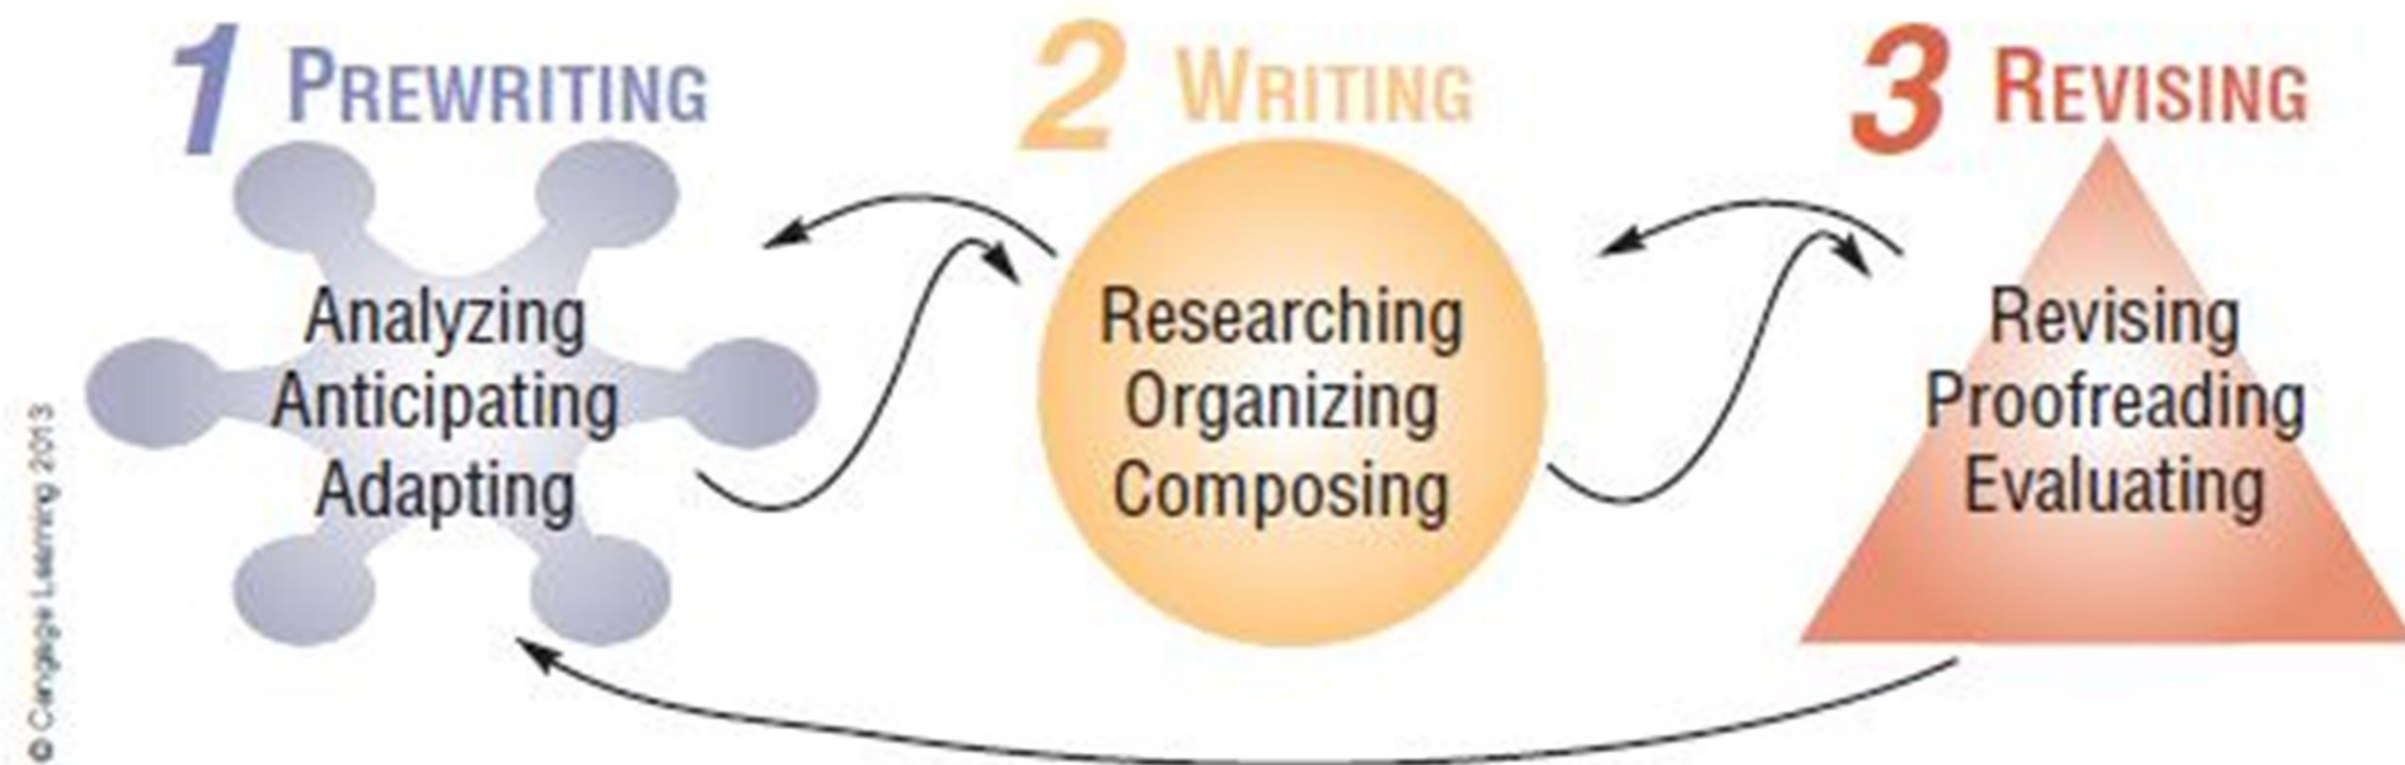 1 PREWRITING
Analyzing
Anticipating
Adapting
2 WRITING
Researching
Organizing
Composing
3 REVISING
Revising
Proofreading
Evaluating
© Cengage Learning 2013